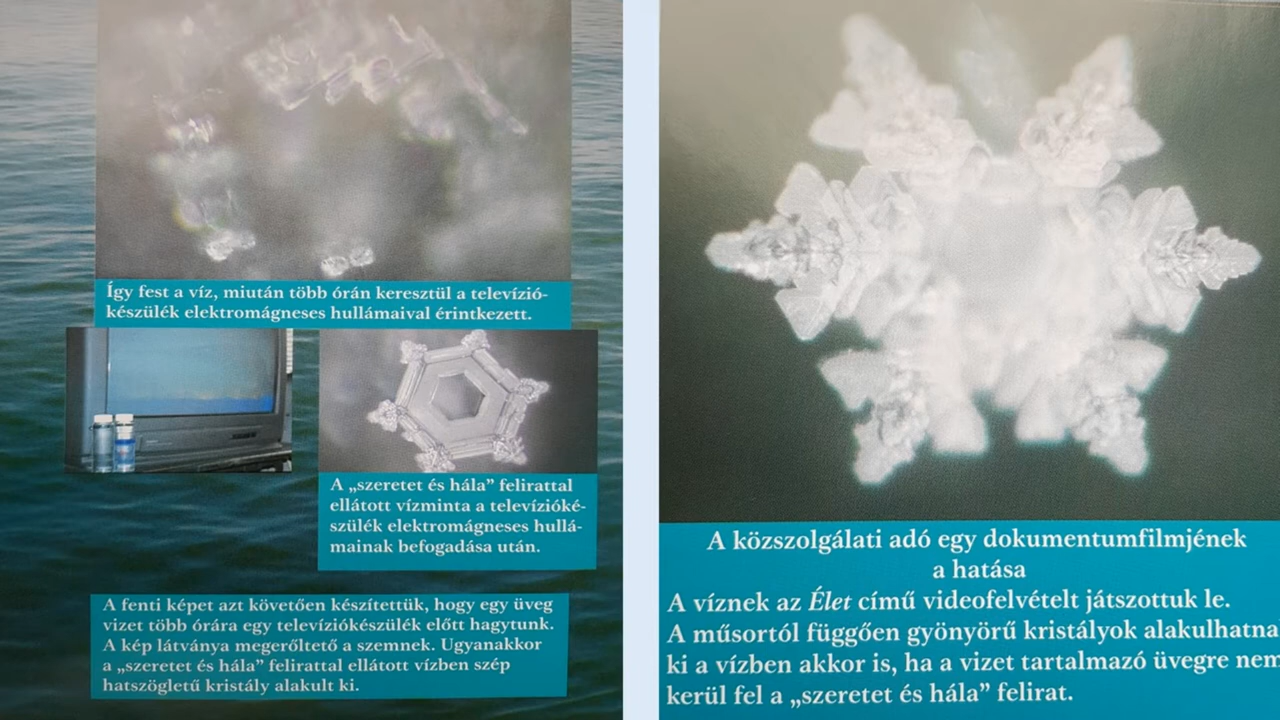 Így fest a víz, miután több órán keresztül a televízió-
készülék elektromágneses hullámaival érintkezett.
A „szeretet és hála” felirattal
ellátott vízminta a televízióké-
szülék elektromágneses hullá-
mainak befogadása után.
A fenti képet azt követően készítettük, hogy egy üveg
vizet több órára egy televíziókészülék előtt hagytunk.
A kép látványa megerőltető a szemnek. Ugyanakkor
a „szeretet és hála” felirattal ellátott vízben szép
hatszögletű kristály alakult ki.
A közszolgálati adó egy dokumentumfilmjének
a hatása
A víznek az Élet című videofelvételt játszottuk le.
A műsortól függően gyönyörű kristályok alakulhatna
ki a vízben akkor is, ha a vizet tartalmazó üvegre nem
kerül fel a „szeretet és hála” felirat.